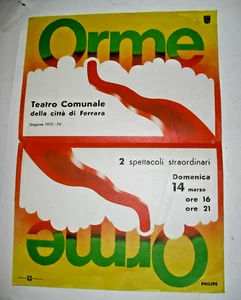 Orme
Teatro Comunale
della città di Ferrara
Stagione 1975-76
2 spettacoli straordinari
Domenica
14 marzo
ore 16
ore 21
Orme
PHILIPS